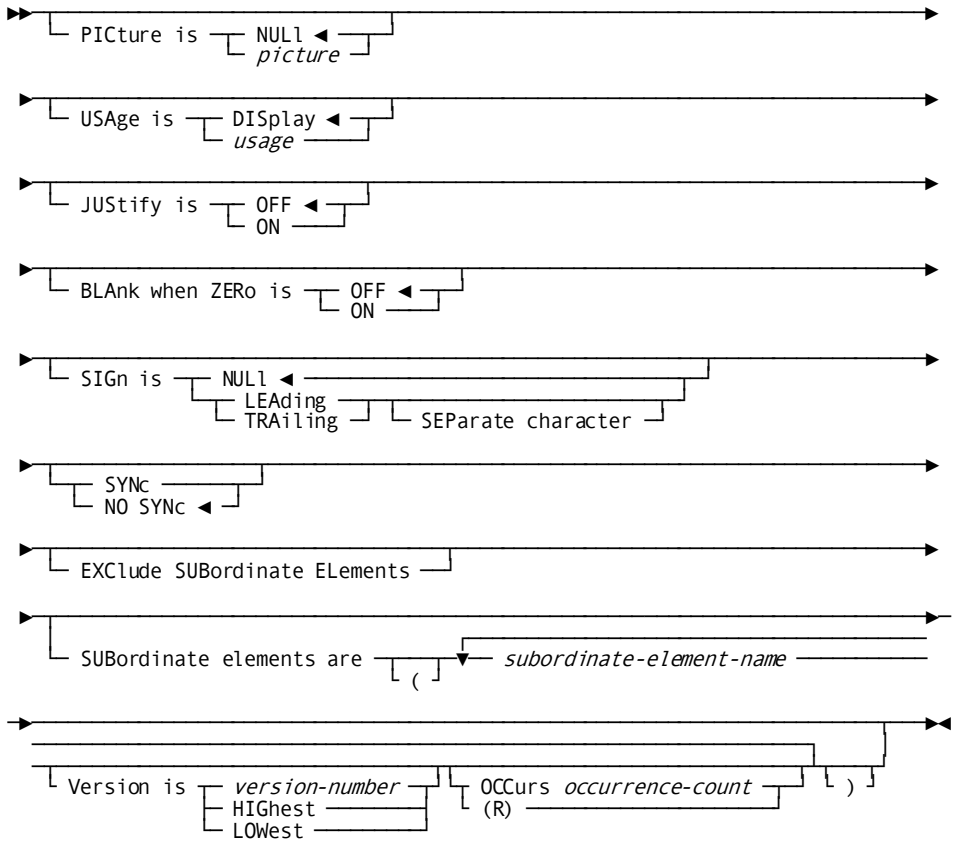 PICture is NULl ◄
picture
USAge is DISplay ◄
usage
JUStify is OFF ◄
ON
BLAnk when ZERo is OFF ◄
ON
SIGn is NULl ◄
LEAding
TRAiling SEParate character
SYNc
NO SYNc ◄
EXClude SUBordinate ELements
SUBordinate elements are subordinate-element-name
(
Version is version-number OCCurs occurrence-count )
HIGhest (R)
LOWest